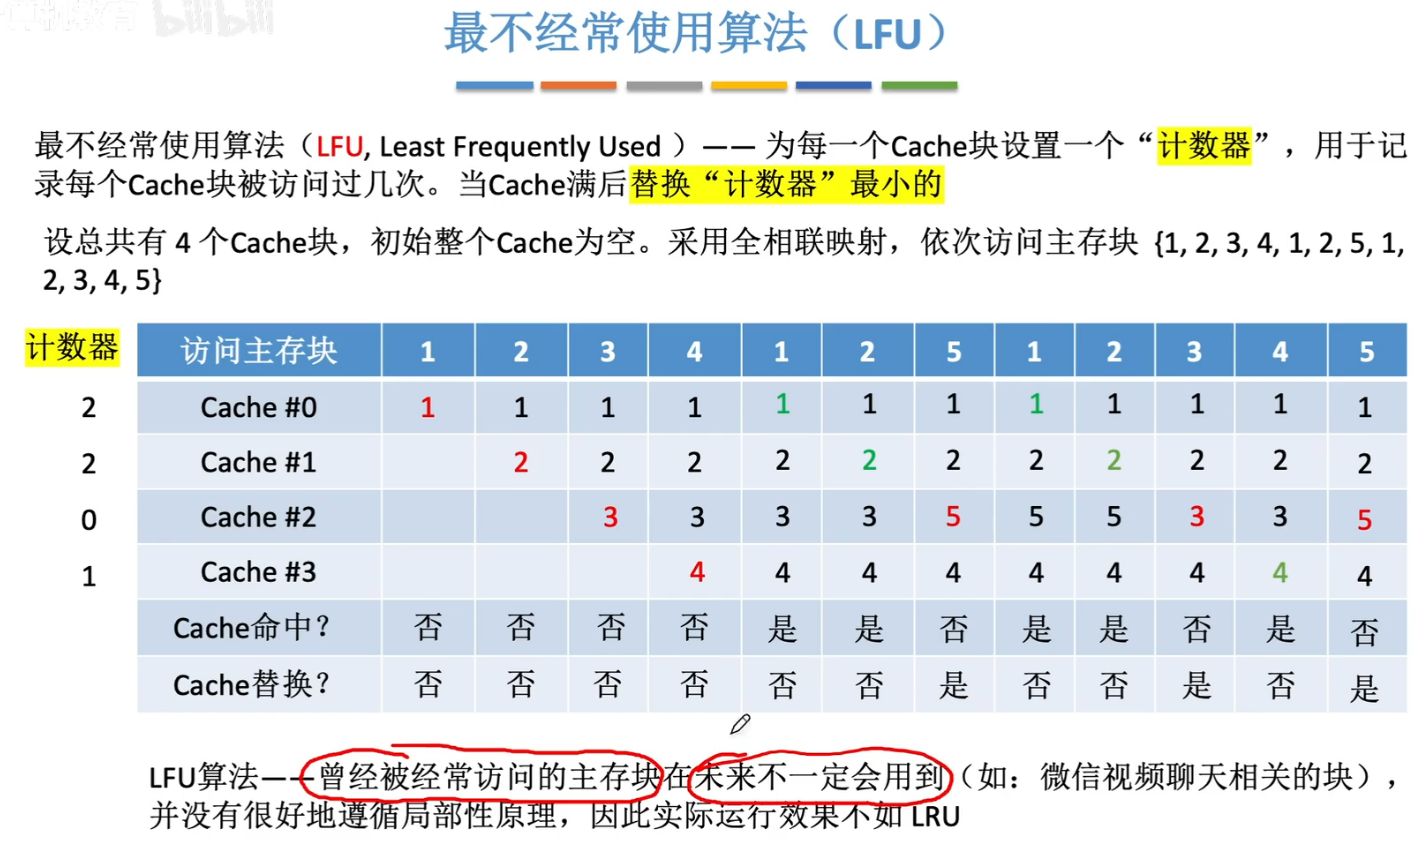 bilibili
最不经常使用算法（LFU）
最不经常使用算法（LFU, Least Frequently Used ）—— 为每一个Cache块设置一个“计数器”，用于记
录每个Cache块被访问过几次。当Cache满后替换“计数器”最小的
设总共有 4 个Cache块，初始整个Cache为空。采用全相联映射，依次访问主存块 {1, 2, 3, 4, 1, 2, 5, 1,
2, 3, 4, 5}
计数器 访问主存块 1 2 3 4 1 2 5 1 2 3 4 5
2 Cache #0 1 1 1 1 1 1 1 1 1 1 1 1
2 Cache #1 2 2 2 2 2 2 2 2 2 2 2
0 Cache #2 3 3 3 3 5 5 5 3 3 5
1 Cache #3 4 4 4 4 4 4 4 4 4
Cache命中？ 否 否 否 否 是 是 否 是 是 否 是 否
Cache替换？ 否 否 否 否 否 否 是 否 否 是 否 是
LFU算法——曾经被经常访问的主存块在未来不一定会用到（如：微信视频聊天相关的块），
并没有很好地遵循局部性原理，因此实际运行效果不如 LRU